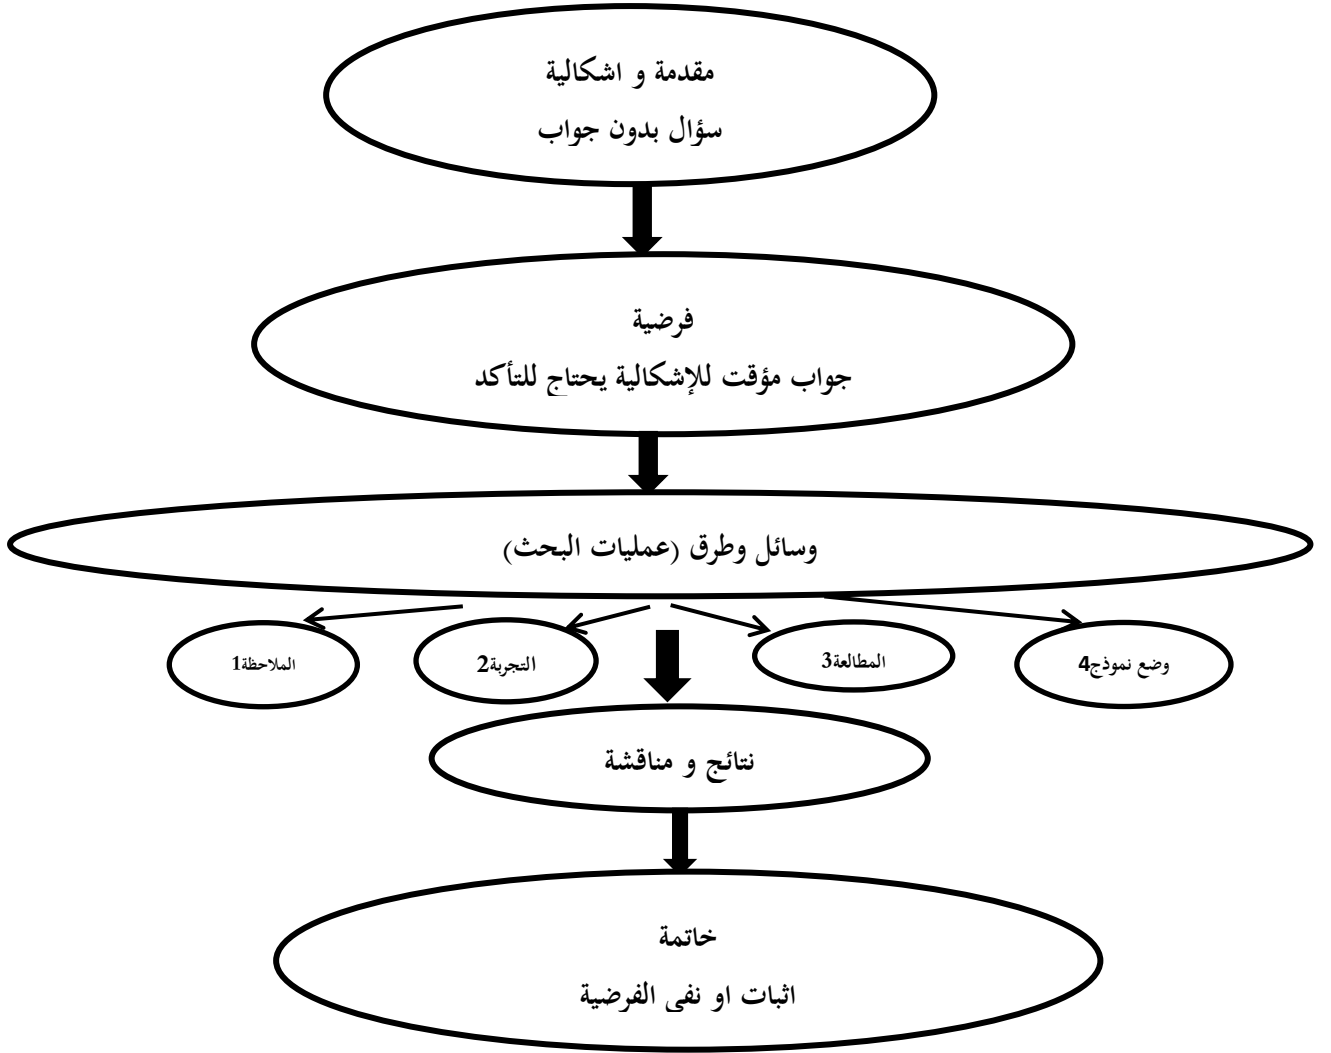 مقدمة و اشكالية
سؤال بدون جواب
فرضية
جواب مؤقت للإشكالية يحتاج للتأكد
وسائل وطرق (عمليات البحث)
الملاحظة1
التجربة2
المطالعة3
وضع نموذج4
نتائج و مناقشة
خاتمة
اثبات او نفي الفرضية